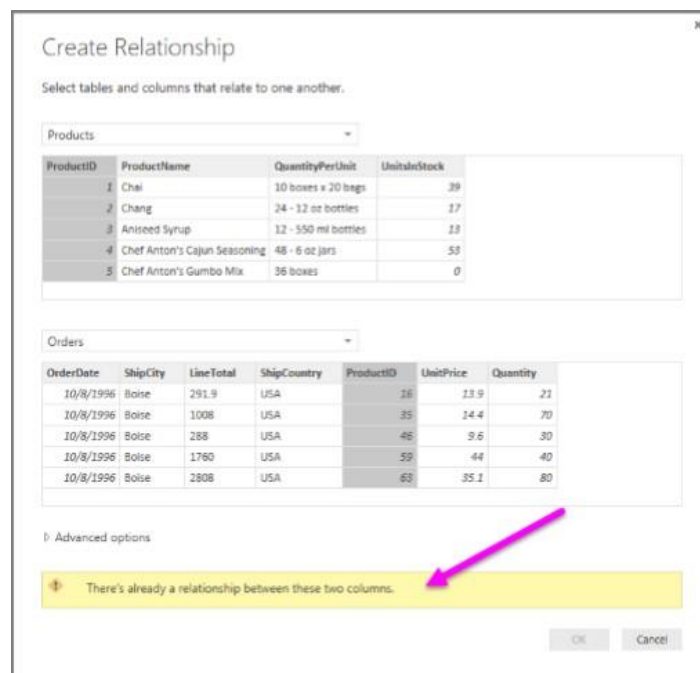 Create Relationship
Select tables and columns that relate to one another.
Products
ProductID ProductName QuantityPerUnit UnitsInStock
1 Chai 10 boxes x 20 bags 39
2 Chang 24 - 12 oz bottles 17
3 Aniseed Syrup 12 - 550 ml bottles 13
4 Chef Anton's Cajun Seasoning 48 - 6 oz jars 53
5 Chef Anton's Gumbo Mix 36 boxes 0
Orders
OrderDate ShipCity LineTotal ShipCountry ProductID UnitPrice Quantity
10/8/1996 Boise 291.9 USA 16 13.9 21
10/8/1996 Boise 1008 USA 35 14.4 70
10/8/1996 Boise 288 USA 46 9.6 30
10/8/1996 Boise 1760 USA 59 44 40
10/8/1996 Boise 2808 USA 63 35.1 80
Advanced options
There's already a relationship between these two columns.
OK Cancel